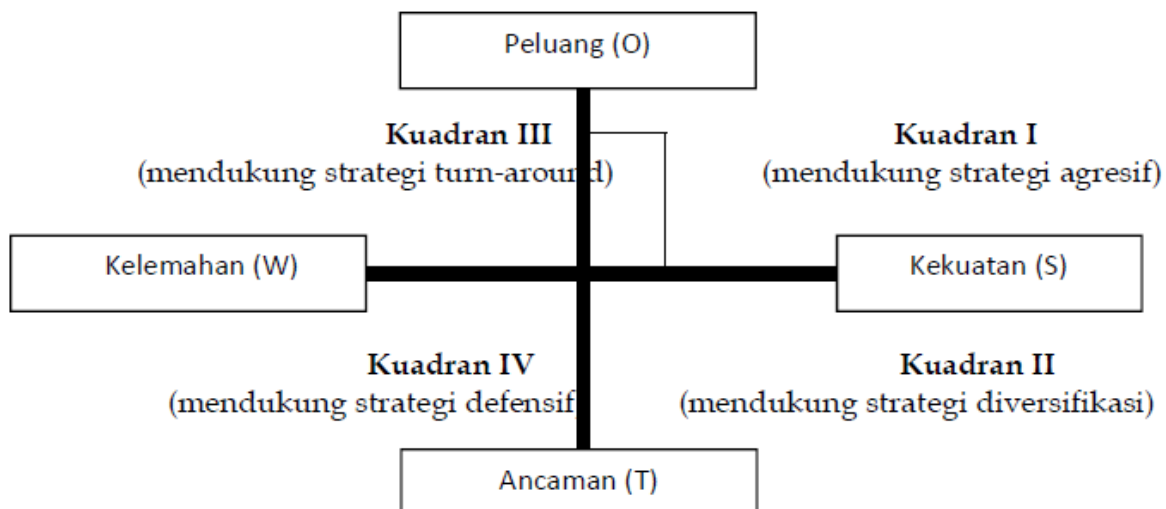 Peluang (O)
Kuadran III
(mendukung strategi turn-around)
Kuadran I
(mendukung strategi agresif)
Kelemahan (W)
Kekuatan (S)
Kuadran IV
(mendukung strategi defensif)
Kuadran II
(mendukung strategi diversifikasi)
Ancaman (T)